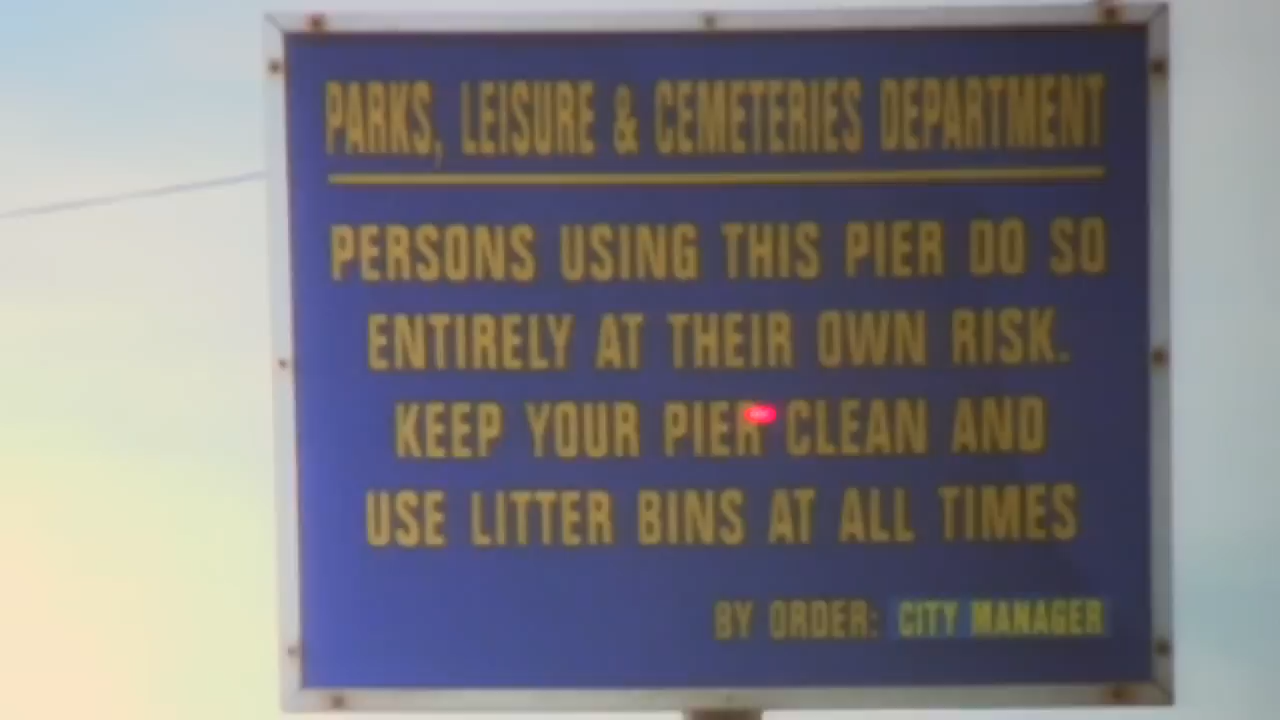 PARKS, LEISURE & CEMETERIES DEPARTMENT
PERSONS USING THIS PIER DO SO
ENTIRELY AT THEIR OWN RISK.
KEEP YOUR PIER CLEAN AND
USE LITTER BINS AT ALL TIMES
BY ORDER: CITY MANAGER